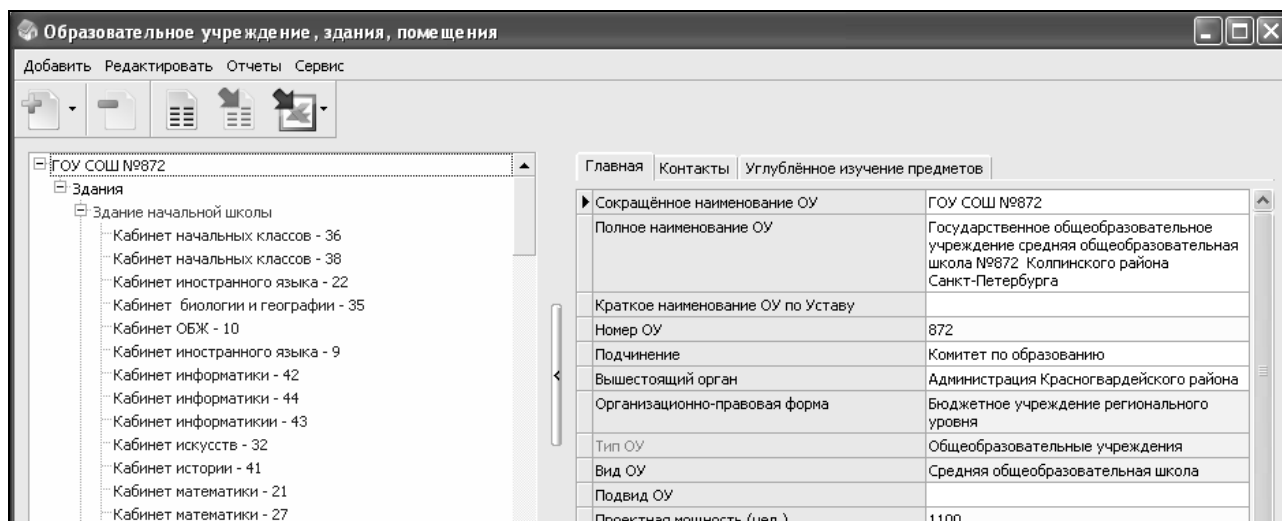 Образовательное учреждение, здания, помещения
Добавить Редактировать Отчеты Сервис
ГОУ СОШ №872
Здания
Здание начальной школы
Кабинет начальных классов - 36
Кабинет начальных классов - 38
Кабинет иностранного языка - 22
Кабинет биологии и географии - 35
Кабинет ОБЖ - 10
Кабинет иностранного языка - 9
Кабинет информатики - 42
Кабинет информатики - 44
Кабинет информатикии - 43
Кабинет искусств - 32
Кабинет истории - 41
Кабинет математики - 21
Кабинет математики - 27
Главная Контакты Углублённое изучение предметов
Сокращённое наименование ОУ ГОУ СОШ №872
Полное наименование ОУ Государственное общеобразовательное
учреждение средняя общеобразовательная
школа №872 Колпинского района
Санкт-Петербурга
Краткое наименование ОУ по Уставу
Номер ОУ 872
Подчинение Комитет по образованию
Вышестоящий орган Администрация Красногвардейского района
Организационно-правовая форма Бюджетное учреждение регионального
уровня
Тип ОУ Общеобразовательные учреждения
Вид ОУ Средняя общеобразовательная школа
Подвид ОУ
Проектная мощность (чел.) 1100